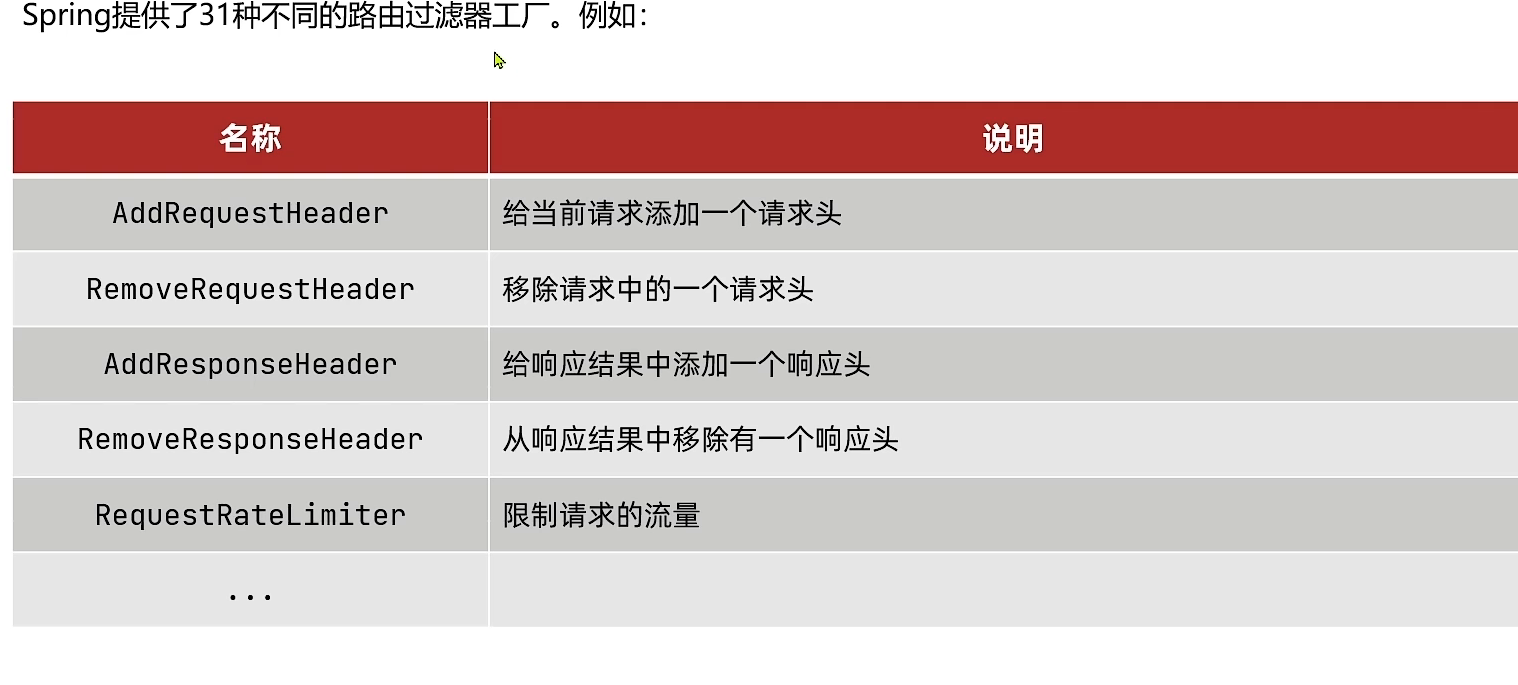 Spring提供了31种不同的路由过滤器工厂。例如：
名称 说明
AddRequestHeader 给当前请求添加一个请求头
RemoveRequestHeader 移除请求中的一个请求头
AddResponseHeader 给响应结果中添加一个响应头
RemoveResponseHeader 从响应结果中移除有一个响应头
RequestRateLimiter 限制请求的流量
...